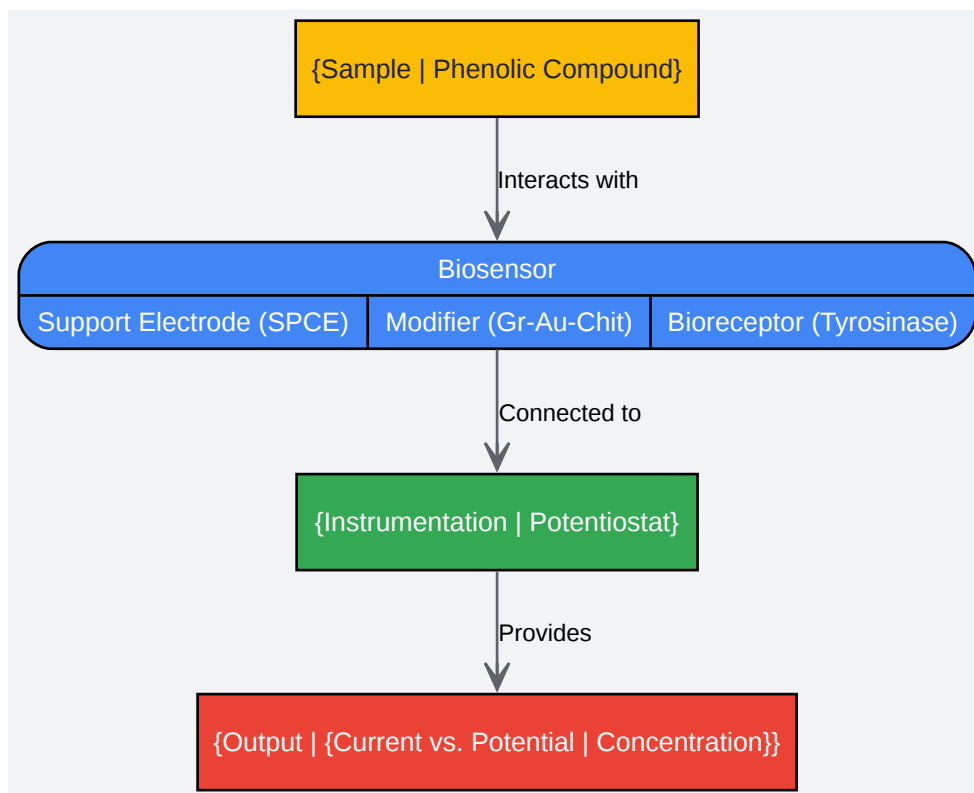 {Sample | Phenolic Compound}
Interacts with
Biosensor
Support Electrode (SPCE)
Modifier (Gr-Au-Chit)
Bioreceptor (Tyrosinase)
Connected to
{Instrumentation | Potentiostat}
Provides
{Output | {Current vs. Potential | Concentration}}